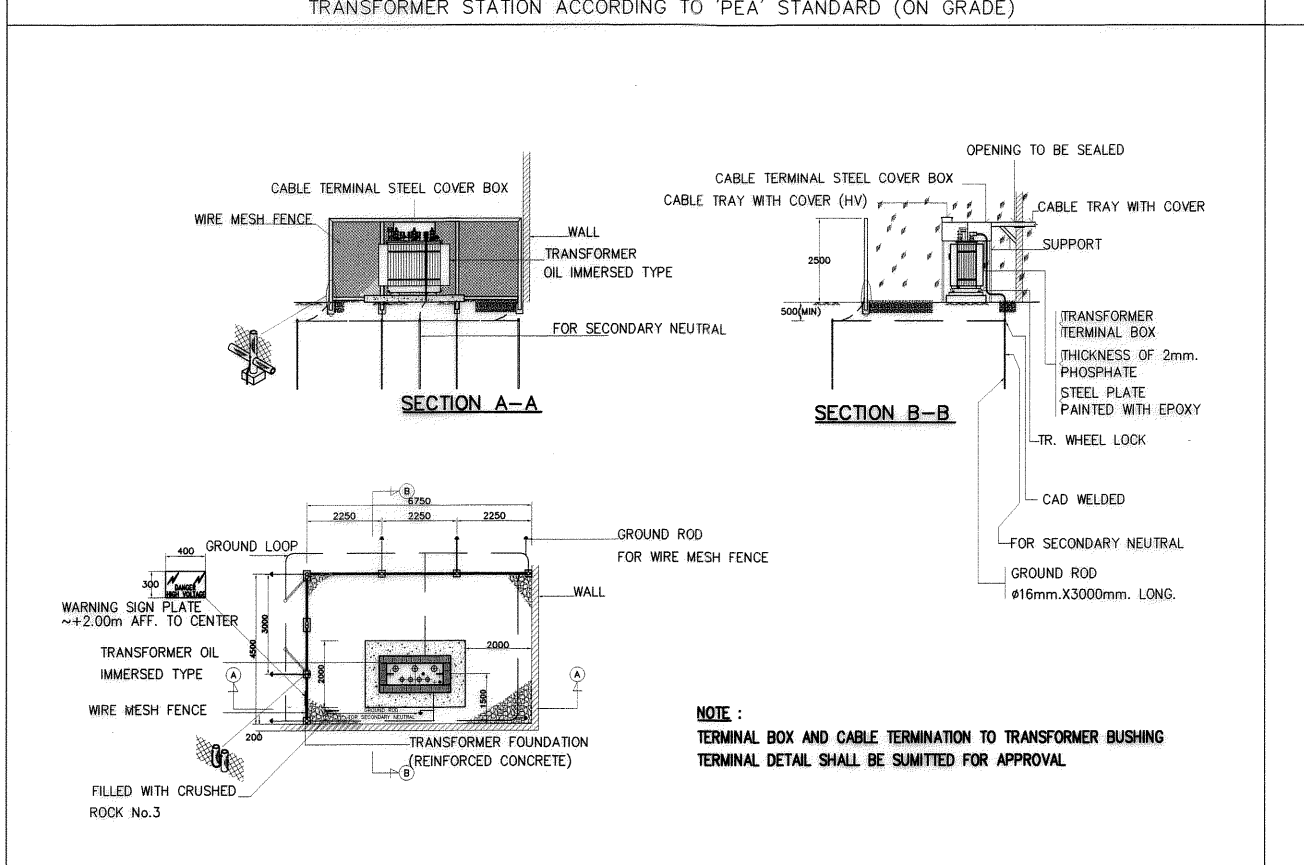 TRANSFORMER STATION ACCORDING TO 'PEA' STANDARD (ON GRADE)
CABLE TERMINAL STEEL COVER BOX
WIRE MESH FENCE
WALL
TRANSFORMER
OIL IMMERSED TYPE
FOR SECONDARY NEUTRAL
SECTION A-A
OPENING TO BE SEALED
CABLE TERMINAL STEEL COVER BOX
CABLE TRAY WITH COVER (HV)
CABLE TRAY WITH COVER
SUPPORT
2500
500(MIN)
TRANSFORMER
TERMINAL BOX
THICKNESS OF 2mm.
PHOSPHATE
STEEL PLATE
PAINTED WITH EPOXY
SECTION B-B
TR. WHEEL LOCK
CAD WELDED
FOR SECONDARY NEUTRAL
GROUND ROD
ø16mm.X3000mm. LONG.
B
6750
2250 2250 2250
GROUND ROD
FOR WIRE MESH FENCE
GROUND LOOP
400
300
DANGER
HIGH VOLTAGE
WARNING SIGN PLATE
~+2.00m AFF. TO CENTER
WALL
3000
4500
2000
2000
1500
TRANSFORMER OIL
IMMERSED TYPE
A
A
WIRE MESH FENCE
GROUND ROD
FOR SECONDARY NEUTRAL
200
TRANSFORMER FOUNDATION
(REINFORCED CONCRETE)
B
FILLED WITH CRUSHED
ROCK No.3
NOTE :
TERMINAL BOX AND CABLE TERMINATION TO TRANSFORMER BUSHING
TERMINAL DETAIL SHALL BE SUMITTED FOR APPROVAL